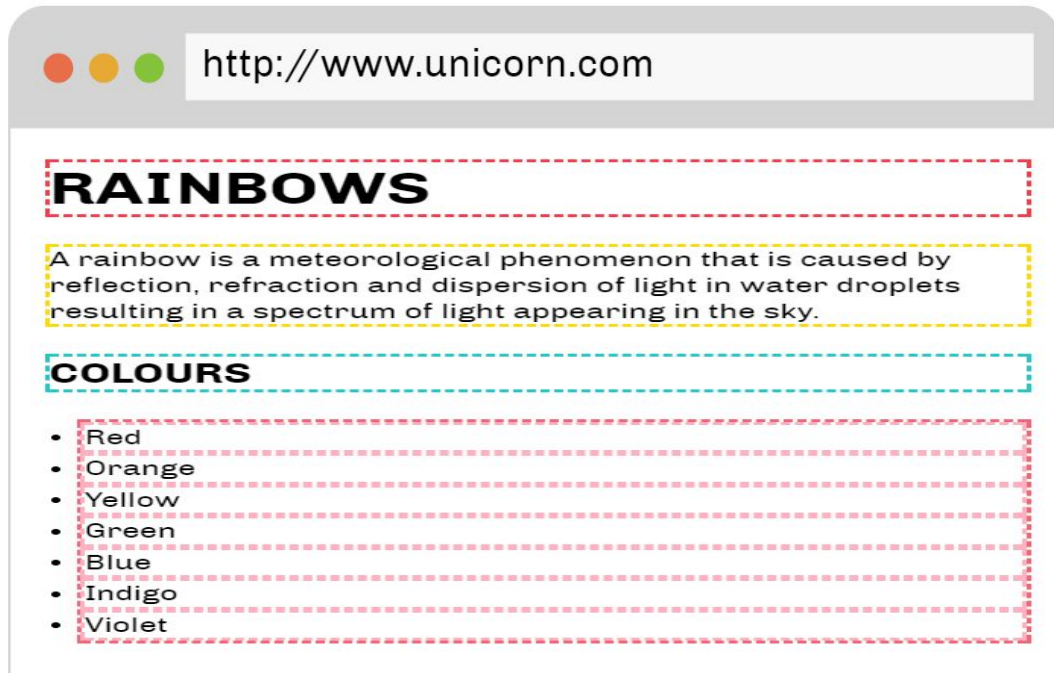 http://www.unicorn.com
RAINBOWS
A rainbow is a meteorological phenomenon that is caused by
reflection, refraction and dispersion of light in water droplets
resulting in a spectrum of light appearing in the sky.
COLOURS
• Red
• Orange
• Yellow
• Green
• Blue
• Indigo
• Violet